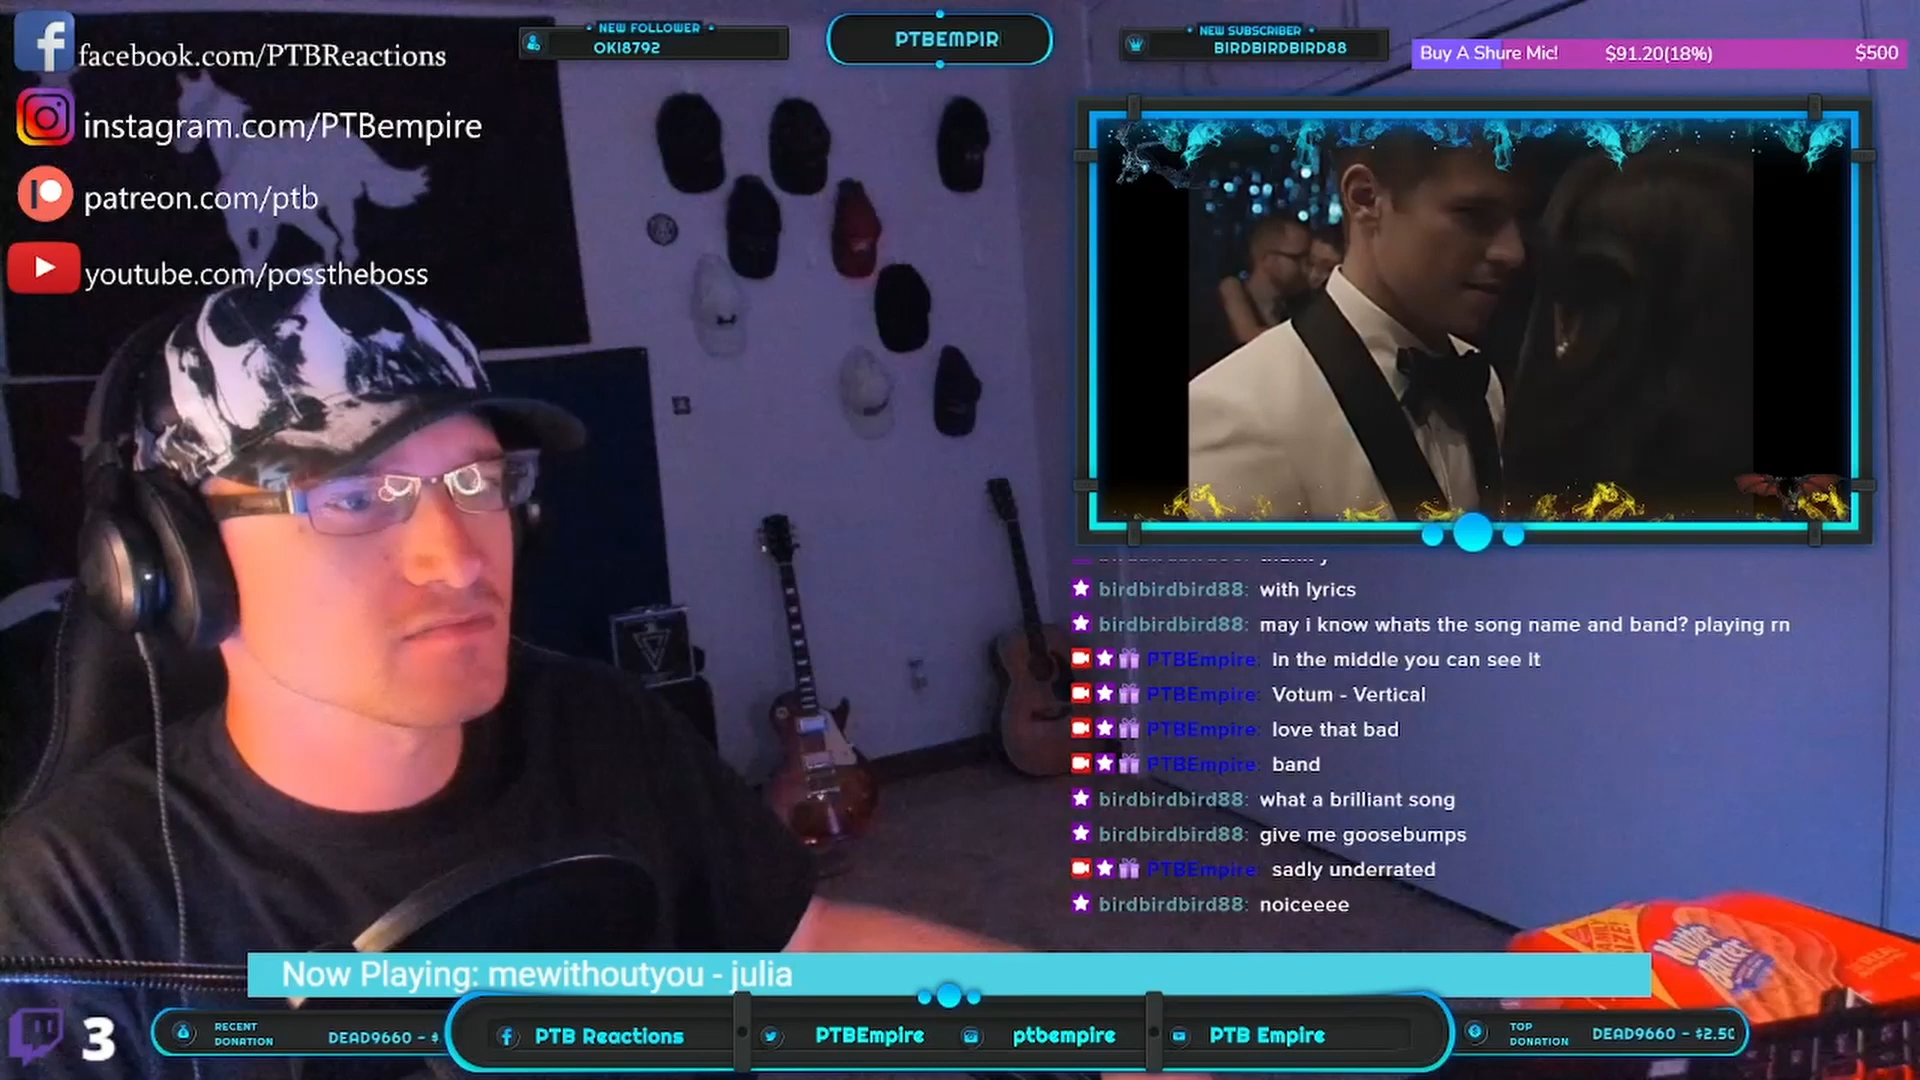 facebook.com/PTBReactions
instagram.com/PTBempire
patreon.com/ptb
youtube.com/posstheboss
NEW FOLLOWER
OKI8792
PTBEMPIR
NEW SUBSCRIBER
BIRDBIRDBIRD88
Buy A Shure Mic! $91.20(18%) $500
birdbirdbird88: with lyrics
birdbirdbird88: may i know whats the song name and band? playing rn
PTBEmpire: In the middle you can see it
PTBEmpire: Votum - Vertical
PTBEmpire: love that bad
PTBEmpire: band
birdbirdbird88: what a brilliant song
birdbirdbird88: give me goosebumps
PTBEmpire: sadly underrated
birdbirdbird88: noiceeee
FAMILY SIZE!
Nutter Butter
Now Playing: mewithoutyou - julia
3
RECENT DONATION
DEAD9660 - $
PTB Reactions
PTBEmpire
ptbempire
PTB Empire
TOP DONATION
DEAD9660 - $2.50